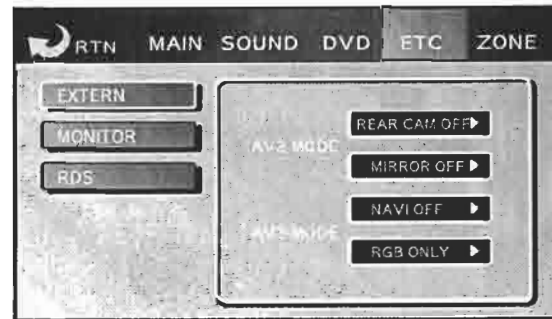 RTN MAIN SOUND DVD ETC ZONE
EXTERN
MONITOR
RDS
AV2 MODE
REAR CAM OFF
MIRROR OFF
NAVI OFF
RGB ONLY